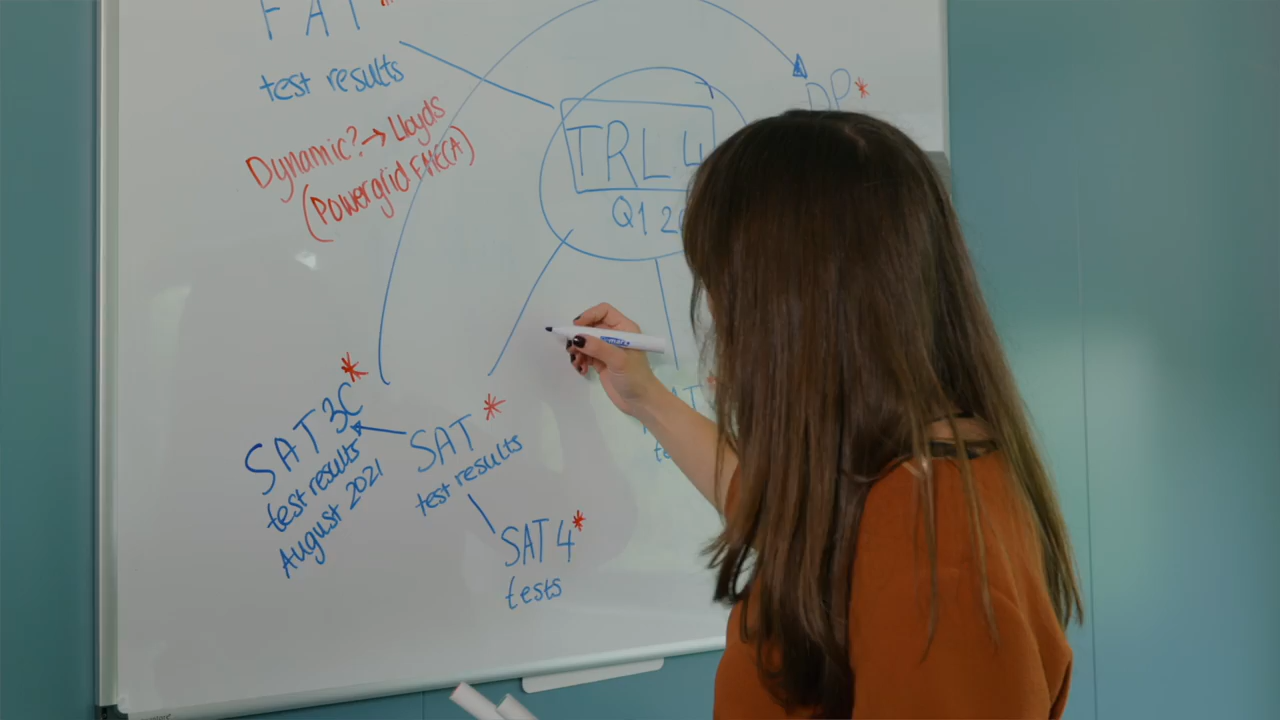 FAT*
test results
Dynamic? → Lloyds
(Powergrid FMECA)
DP*
TRL 4
Q1
SAT 3C*
test results
August 2021
SAT*
test results
SAT 4*
tests